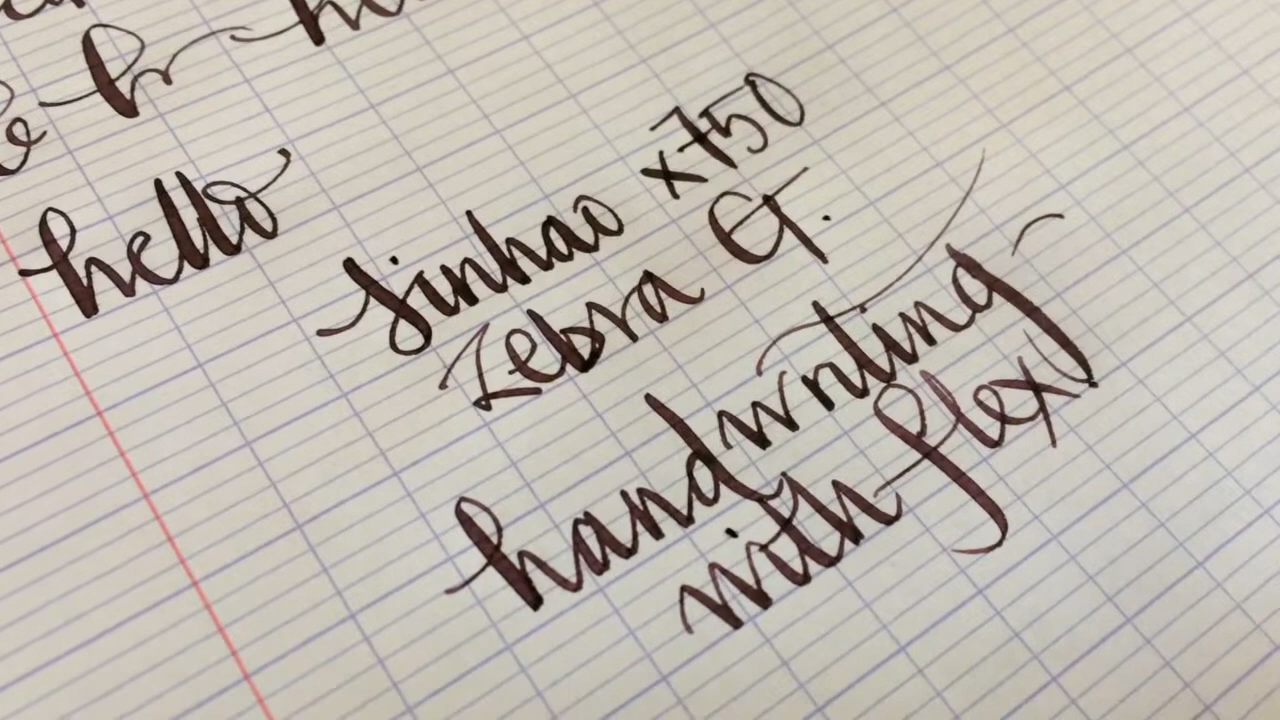 hello
Jinhao x750
Zebra G.
handwriting
with flex